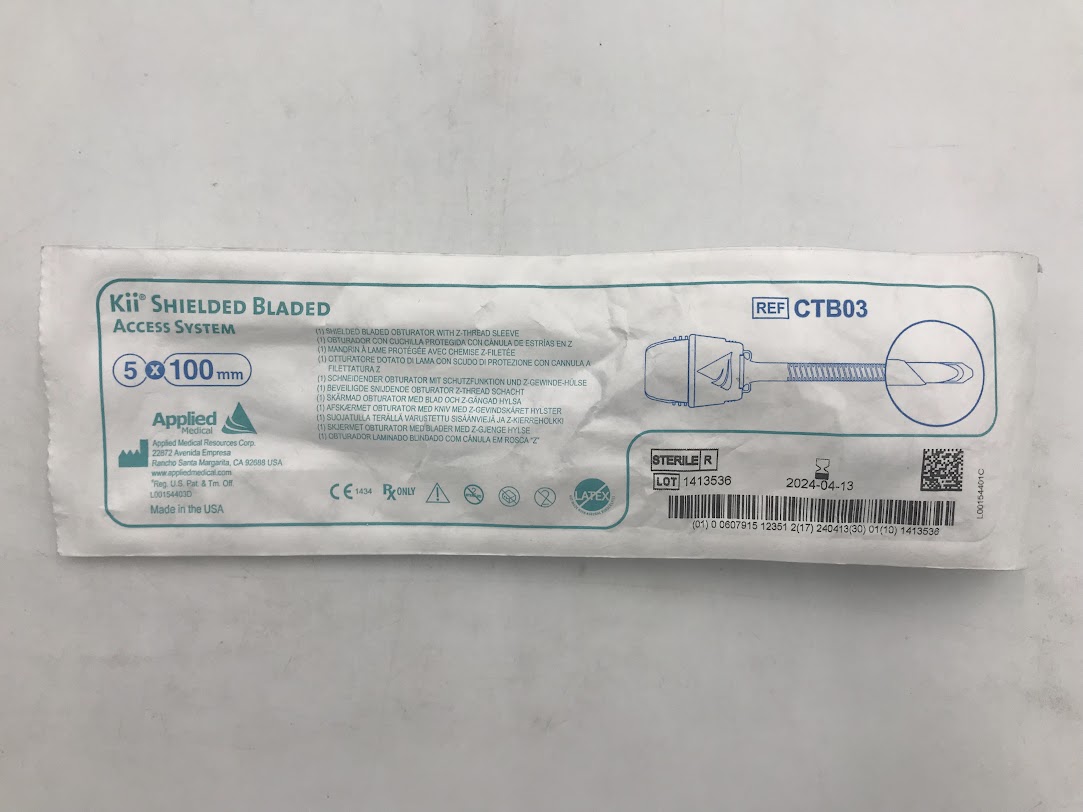 Kii® SHIELDED BLADED
ACCESS SYSTEM
5 x 100 mm
Applied
Medical
Applied Medical Resources Corp.
22872 Avenida Empresa
Rancho Santa Margarita, CA 92688 USA
www.appliedmedical.com
*Reg. U.S. Pat. & Tm. Off.
L00154403D
Made in the USA
(1) SHIELDED BLADED OBTURATOR WITH Z-THREAD SLEEVE
(1) OBTURADOR CON CUCHILLA PROTEGIDA CON CÁNULA DE ESTRÍAS EN Z
(1) MANDRIN À LAME PROTÉGÉE AVEC CHEMISE Z-FILETÉE
(1) OTTURATORE DOTATO DI LAMA CON SCUDO DI PROTEZIONE CON CANNULA A
FILETTATURA Z
(1) SCHNEIDENDER OBTURATOR MIT SCHUTZFUNKTION UND Z-GEWINDE-HÜLSE
(1) BEVEILIGDE SNIJDENDE OBTURATOR Z-THREAD SCHACHT
(1) SKÄRMAD OBTURATOR MED BLAD OCH Z-GÄNGAD HYLSA
(1) AFSKÆRMET OBTURATOR MED KNIV MED Z-GEVINDSKÅRET HYLSTER
(1) SUOJATULLA TERÄLLÄ VARUSTETTU SISÄÄNVIEJÄ JA Z-KIERREHOLKKI
(1) SKJERMET OBTURATOR MED BLADER MED Z-GJENGE HYLSE
(1) OBTURADOR LAMINADO BLINDADO COM CÂNULA EM ROSCA "Z"
CE 1434 Rx ONLY
LATEX
REF CTB03
STERILE R
LOT 1413536
2024-04-13
(01) 0 0607915 12351 2(17) 240413(30) 01(10) 1413536
L00154401C